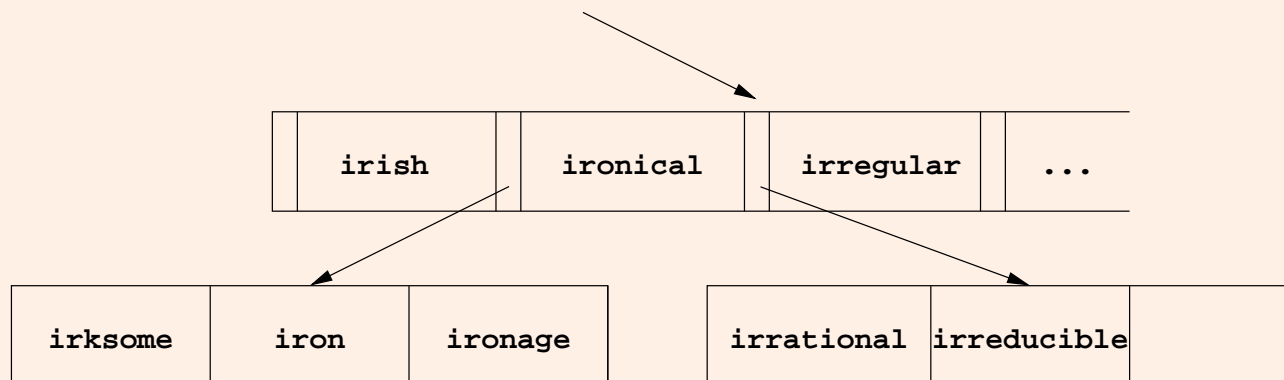 irish ironical irregular ...
irksome iron ironage irrational irreducible